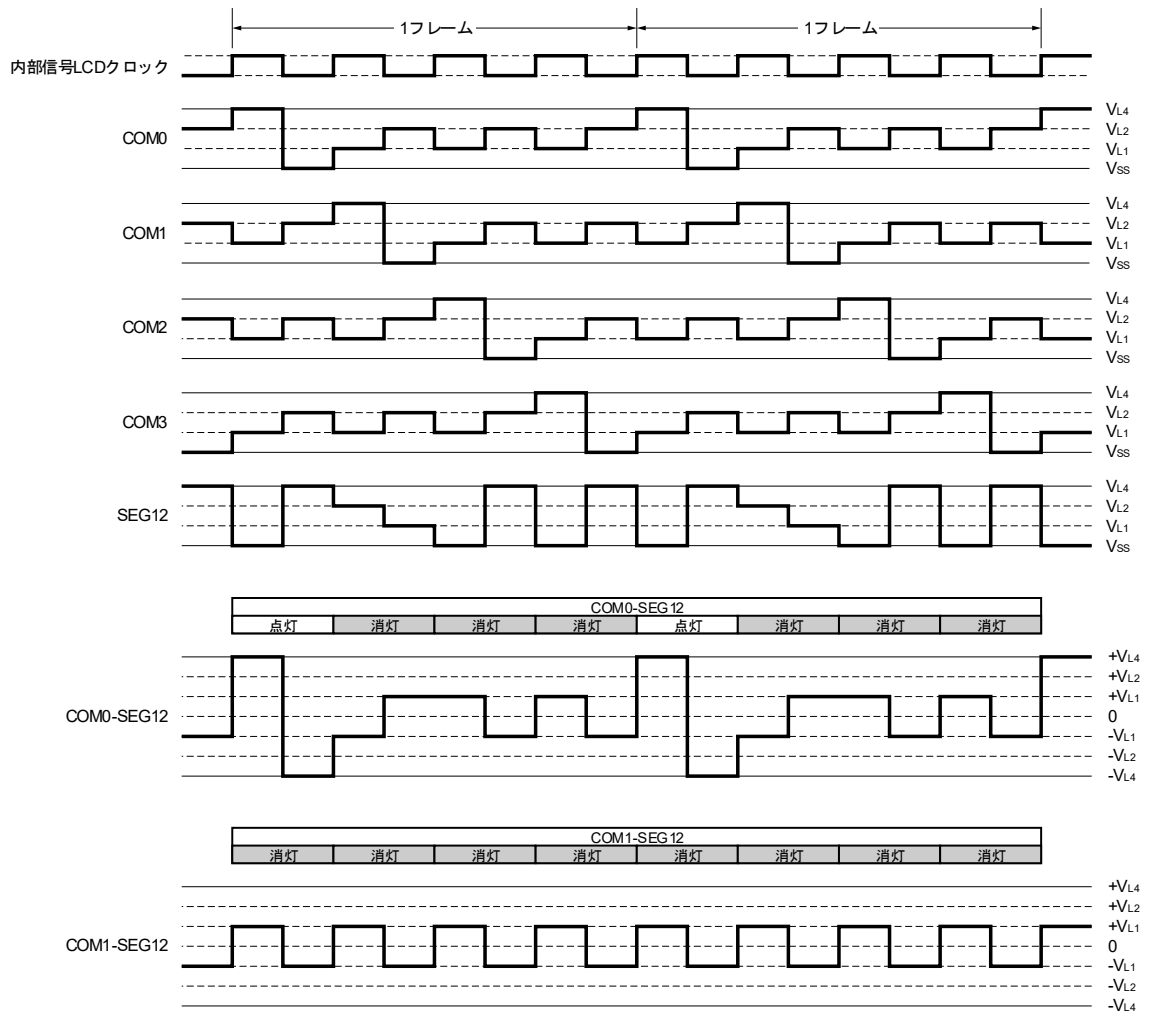 1フレーム 1フレーム
内部信号LCDクロック
COM0
VL4
VL2
VL1
VSS
COM1
VL4
VL2
VL1
VSS
COM2
VL4
VL2
VL1
VSS
COM3
VL4
VL2
VL1
VSS
SEG12
VL4
VL2
VL1
VSS
COM0-SEG12
点灯 消灯 消灯 消灯 点灯 消灯 消灯 消灯
COM0-SEG12
+VL4
+VL2
+VL1
0
-VL1
-VL2
-VL4
COM1-SEG12
消灯 消灯 消灯 消灯 消灯 消灯 消灯 消灯
COM1-SEG12
+VL4
+VL2
+VL1
0
-VL1
-VL2
-VL4